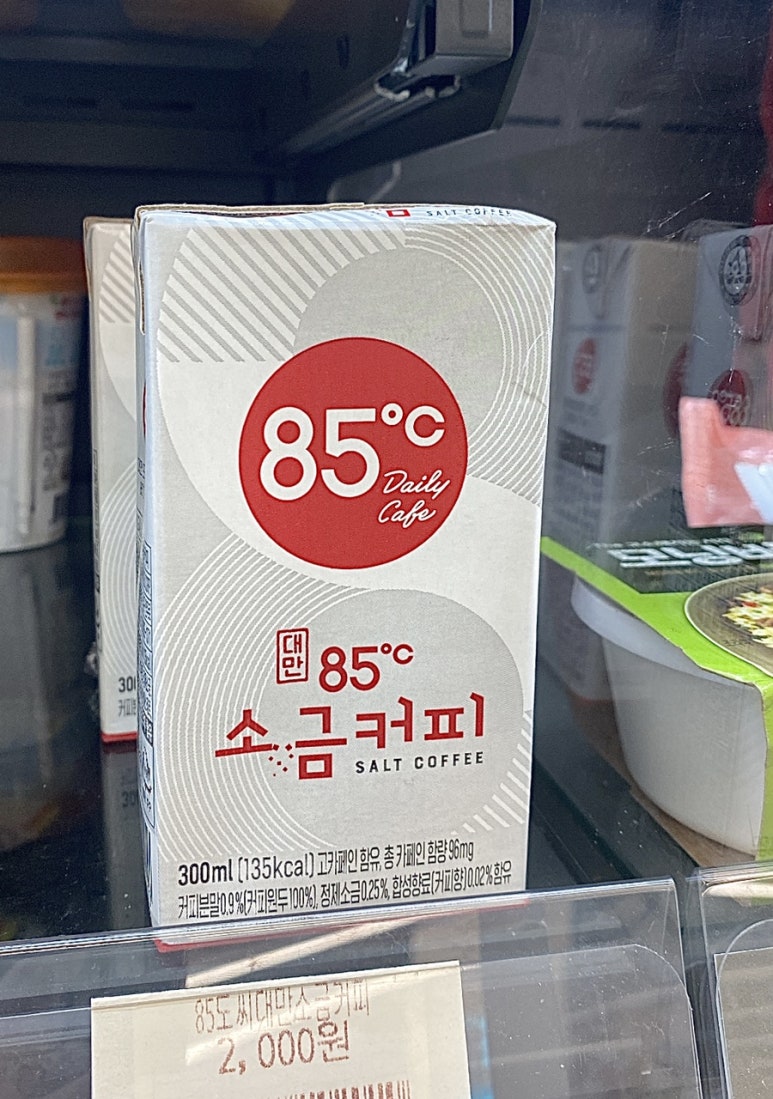 SALT COFFEE
85°C
Daily
Cafe
대만
85°C
소금커피
SALT COFFEE
300ml (135kcal) 고카페인 함유, 총 카페인 함량 96mg
커피분말0.9%(커피원두100%), 정제소금0.25%, 합성향료(커피향)0.02% 함유
85도씨대만소금커피
2,000원